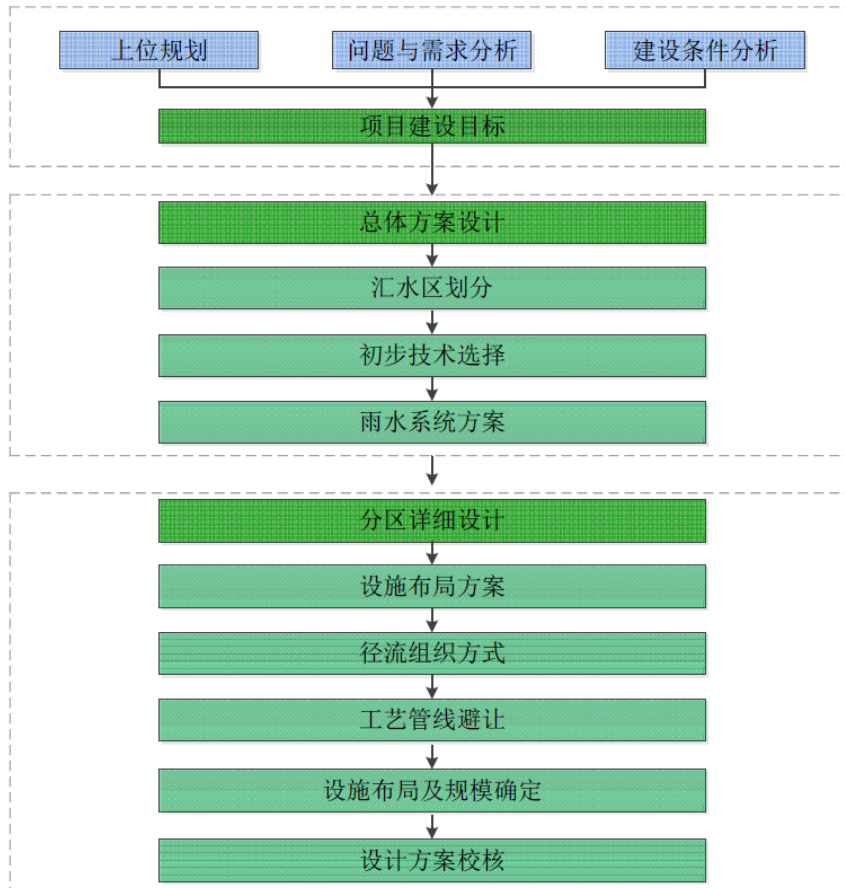 上位规划
问题与需求分析
建设条件分析
项目建设目标
总体方案设计
汇水区划分
初步技术选择
雨水系统方案
分区详细设计
设施布局方案
径流组织方式
工艺管线避让
设施布局及规模确定
设计方案校核